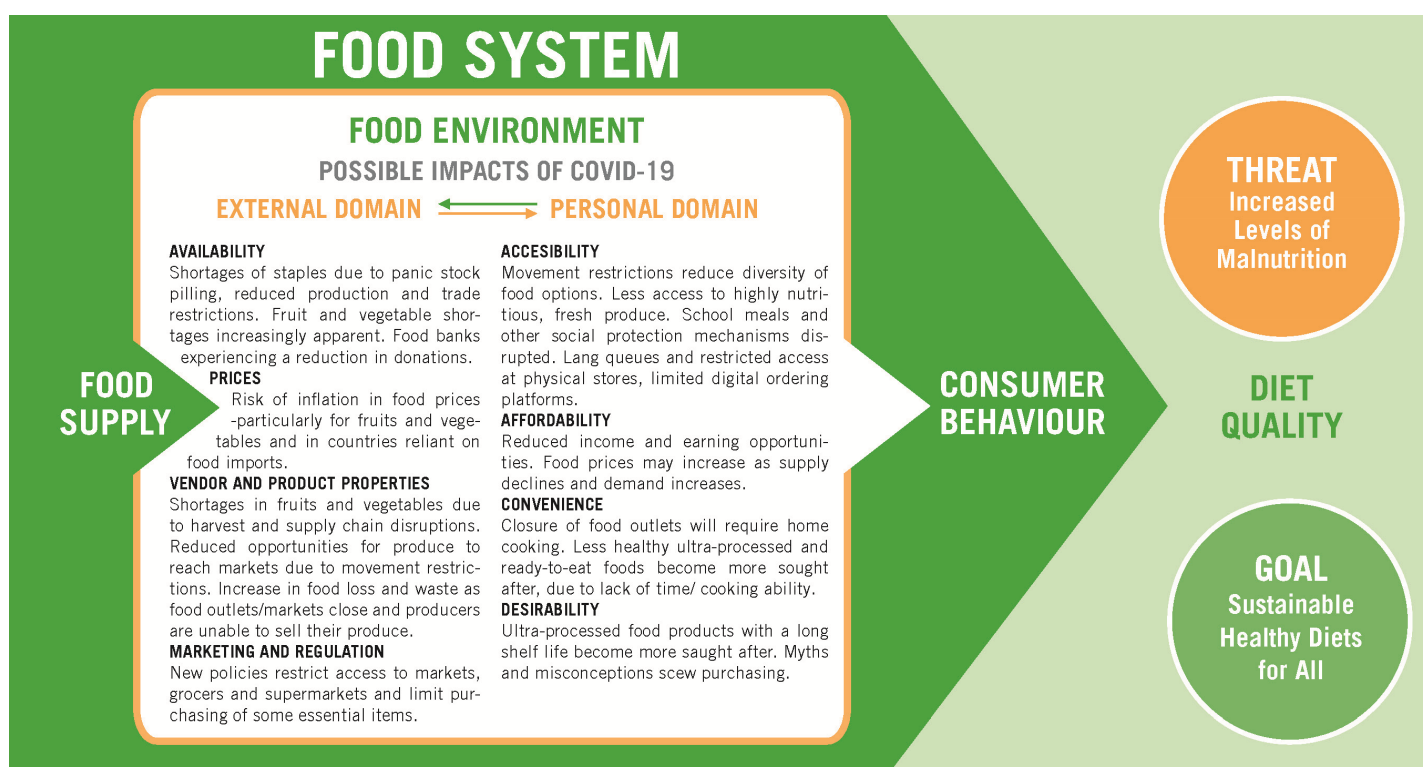 FOOD SYSTEM
FOOD ENVIRONMENT
POSSIBLE IMPACTS OF COVID-19
EXTERNAL DOMAIN
PERSONAL DOMAIN
AVAILABILITY
Shortages of staples due to panic stock
pilling, reduced production and trade
restrictions. Fruit and vegetable shor-
tages increasingly apparent. Food banks
experiencing a reduction in donations.
PRICES
Risk of inflation in food prices
-particularly for fruits and vege-
tables and in countries reliant on
food imports.
VENDOR AND PRODUCT PROPERTIES
Shortages in fruits and vegetables due
to harvest and supply chain disruptions.
Reduced opportunities for produce to
reach markets due to movement restric-
tions. Increase in food loss and waste as
food outlets/markets close and producers
are unable to sell their produce.
MARKETING AND REGULATION
New policies restrict access to markets,
grocers and supermarkets and limit pur-
chasing of some essential items.
ACCESIBILITY
Movement restrictions reduce diversity of
food options. Less access to highly nutri-
tious, fresh produce. School meals and
other social protection mechanisms dis-
rupted. Lang queues and restricted access
at physical stores, limited digital ordering
platforms.
AFFORDABILITY
Reduced income and earning opportuni-
ties. Food prices may increase as supply
declines and demand increases.
CONVENIENCE
Closure of food outlets will require home
cooking. Less healthy ultra-processed and
ready-to-eat foods become more sought
after, due to lack of time/ cooking ability.
DESIRABILITY
Ultra-processed food products with a long
shelf life become more saught after. Myths
and misconceptions scew purchasing.
FOOD
SUPPLY
CONSUMER
BEHAVIOUR
THREAT
Increased
Levels of
Malnutrition
DIET
QUALITY
GOAL
Sustainable
Healthy Diets
for All